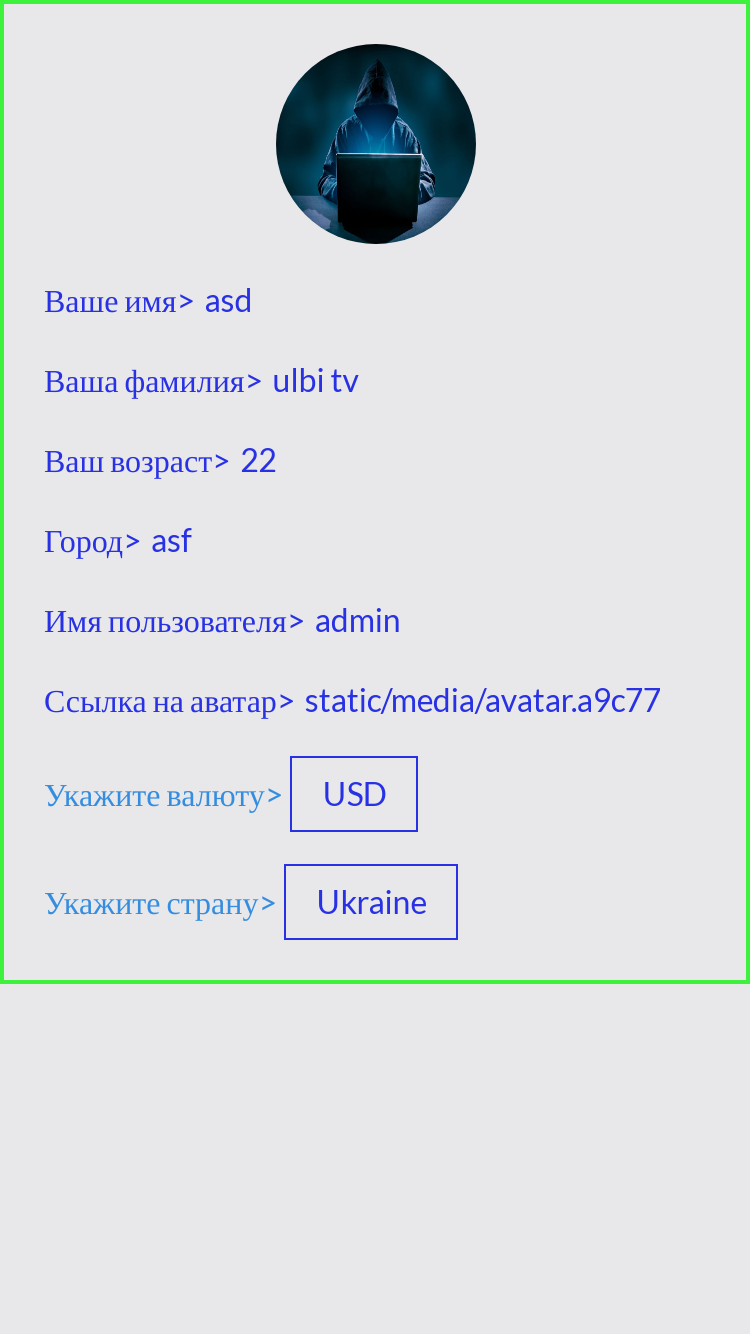 Ваше имя> asd
Ваша фамилия> ulbi tv
Ваш возраст> 22
Город> asf
Имя пользователя> admin
Ссылка на аватар> static/media/avatar.a9c77
Укажите валюту> USD
Укажите страну> Ukraine